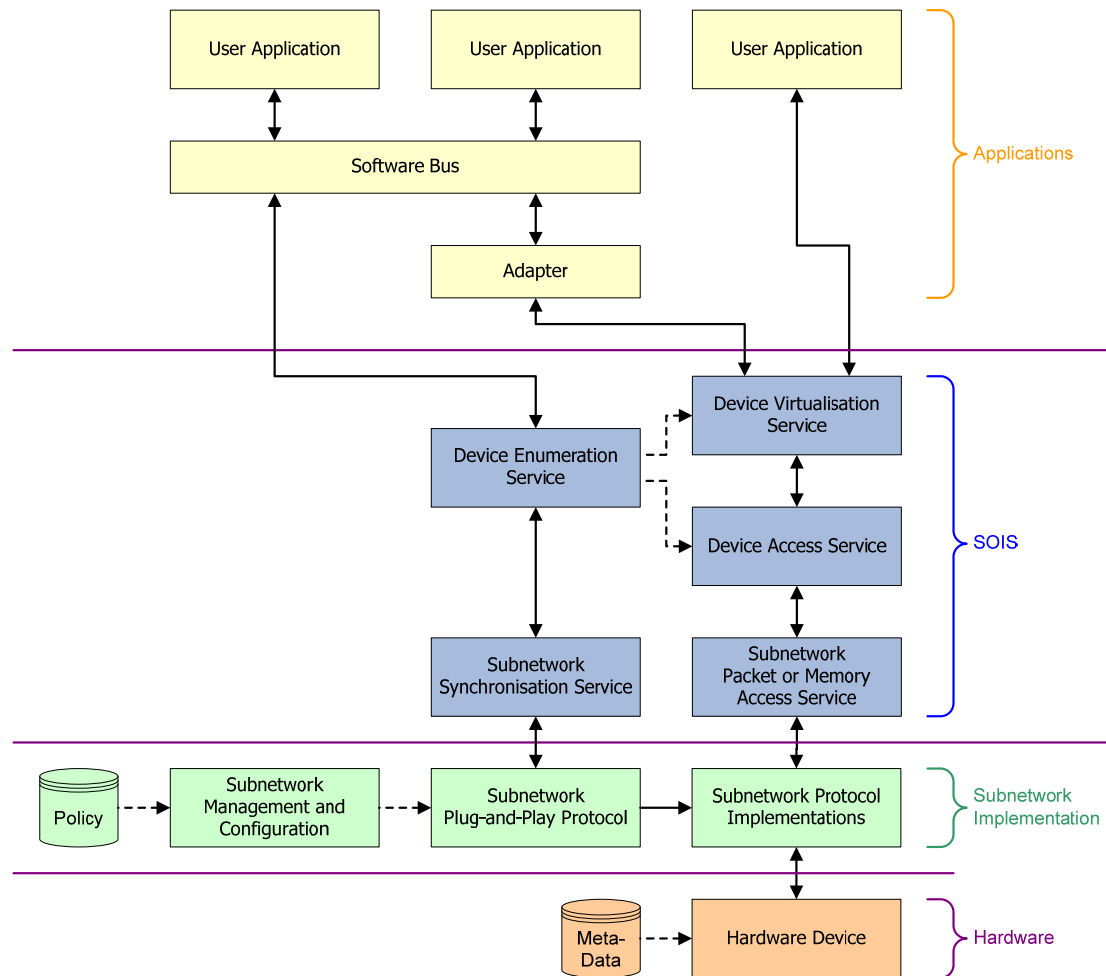 User Application
User Application
User Application
Software Bus
Applications
Adapter
Device Virtualisation
Service
Device Enumeration
Service
Device Access Service
SOIS
Subnetwork
Synchronisation Service
Subnetwork
Packet or Memory
Access Service
Policy
Subnetwork
Management and
Configuration
Subnetwork
Plug-and-Play Protocol
Subnetwork Protocol
Implementations
Subnetwork
Implementation
Meta-
Data
Hardware Device
Hardware